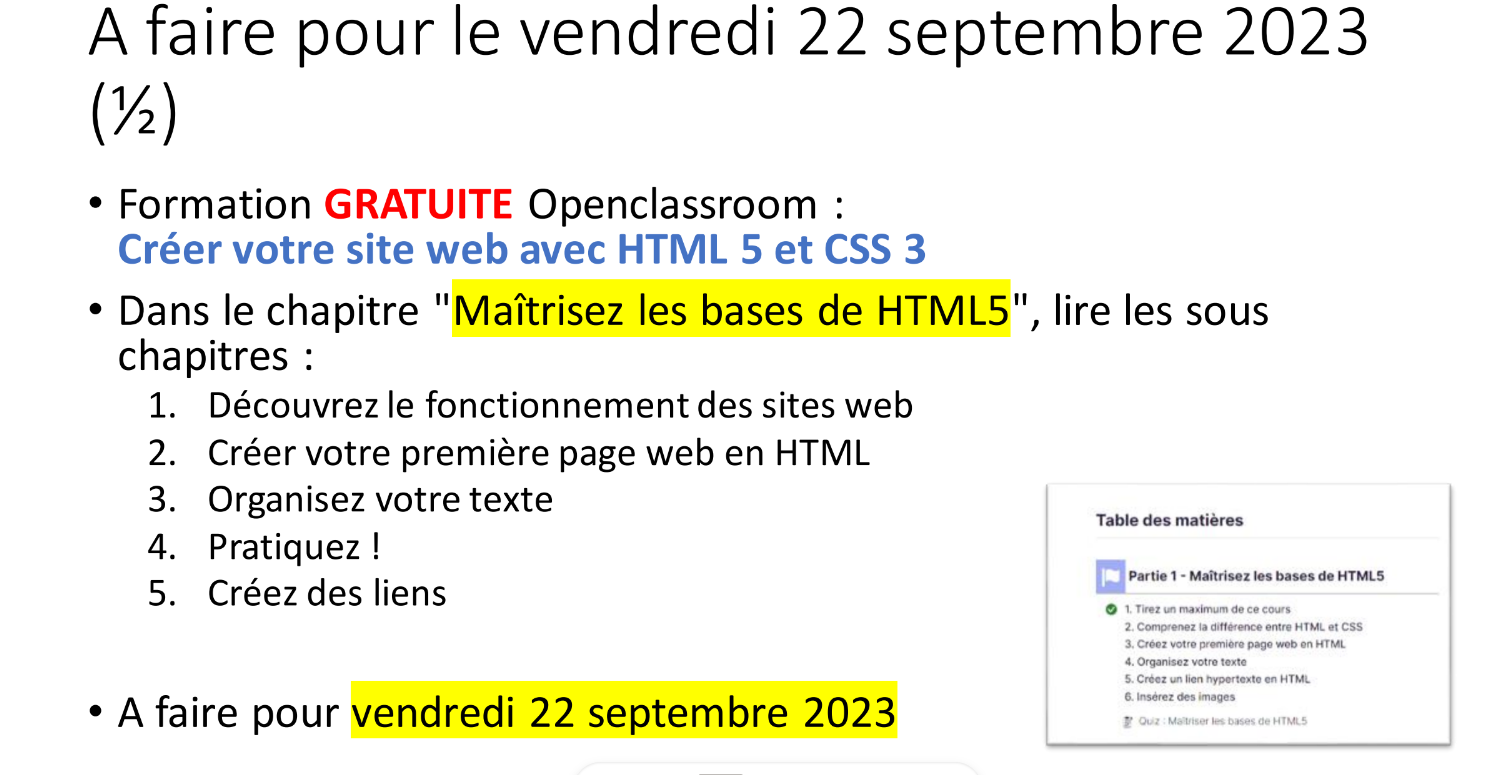 A faire pour le vendredi 22 septembre 2023
(½)
• Formation GRATUITE Openclassroom :
Créer votre site web avec HTML 5 et CSS 3
• Dans le chapitre "Maîtrisez les bases de HTML5", lire les sous
chapitres :
1. Découvrez le fonctionnement des sites web
2. Créer votre première page web en HTML
3. Organisez votre texte
4. Pratiquez !
5. Créez des liens
• A faire pour vendredi 22 septembre 2023
Table des matières
Partie 1 - Maîtrisez les bases de HTML5
1. Tirez un maximum de ce cours
2. Comprenez la différence entre HTML et CSS
3. Créez votre première page web en HTML
4. Organisez votre texte
5. Créez un lien hypertexte en HTML
6. Insérez des images
Quiz : Maîtriser les bases de HTML5